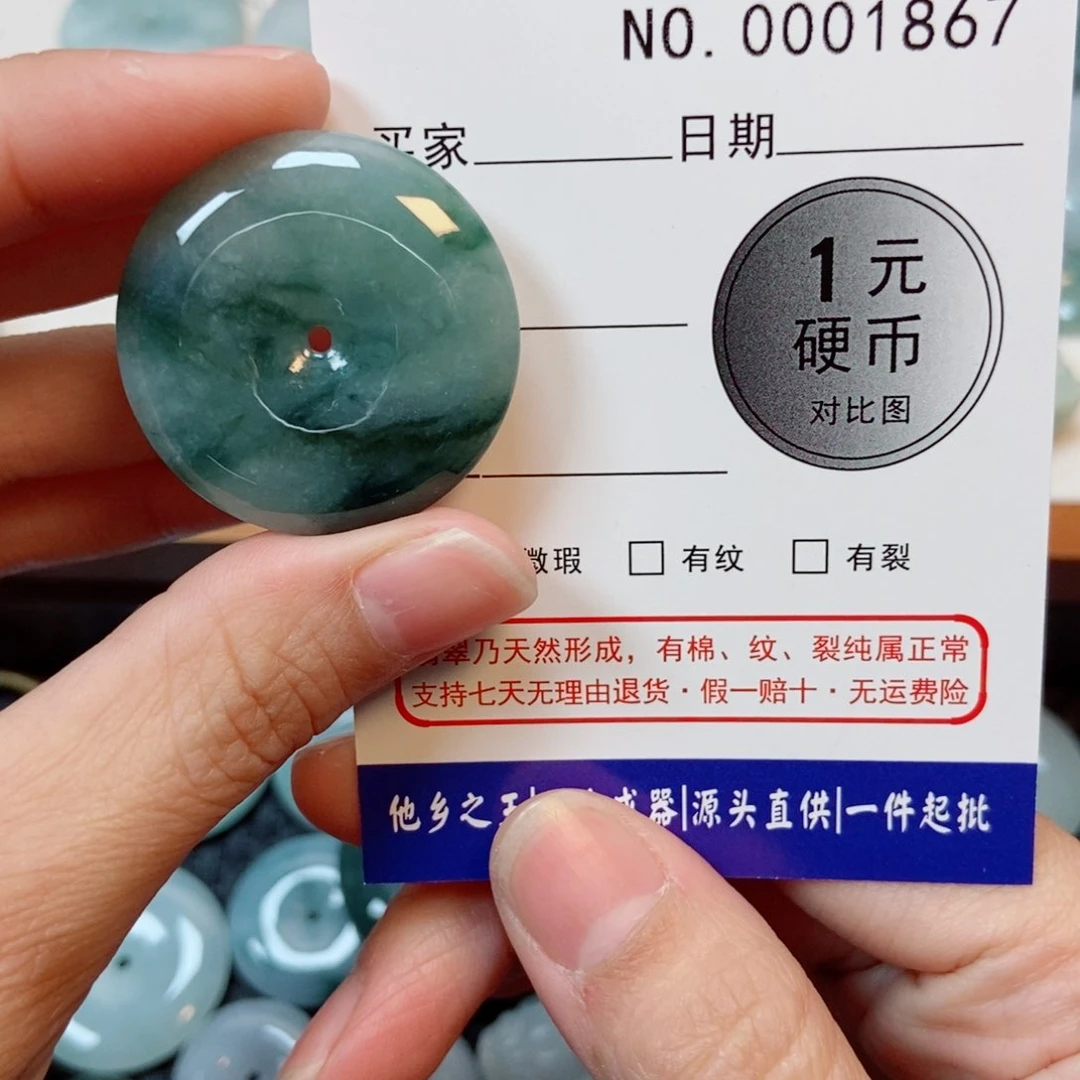 NO. 0001867
买家 日期
1元
硬币
对比图
微瑕 有纹 有裂
翡翠乃天然形成，有棉、纹、裂纯属正常
支持七天无理由退货·假一赔十·无运费险
他乡之 器|源头直供|一件起批